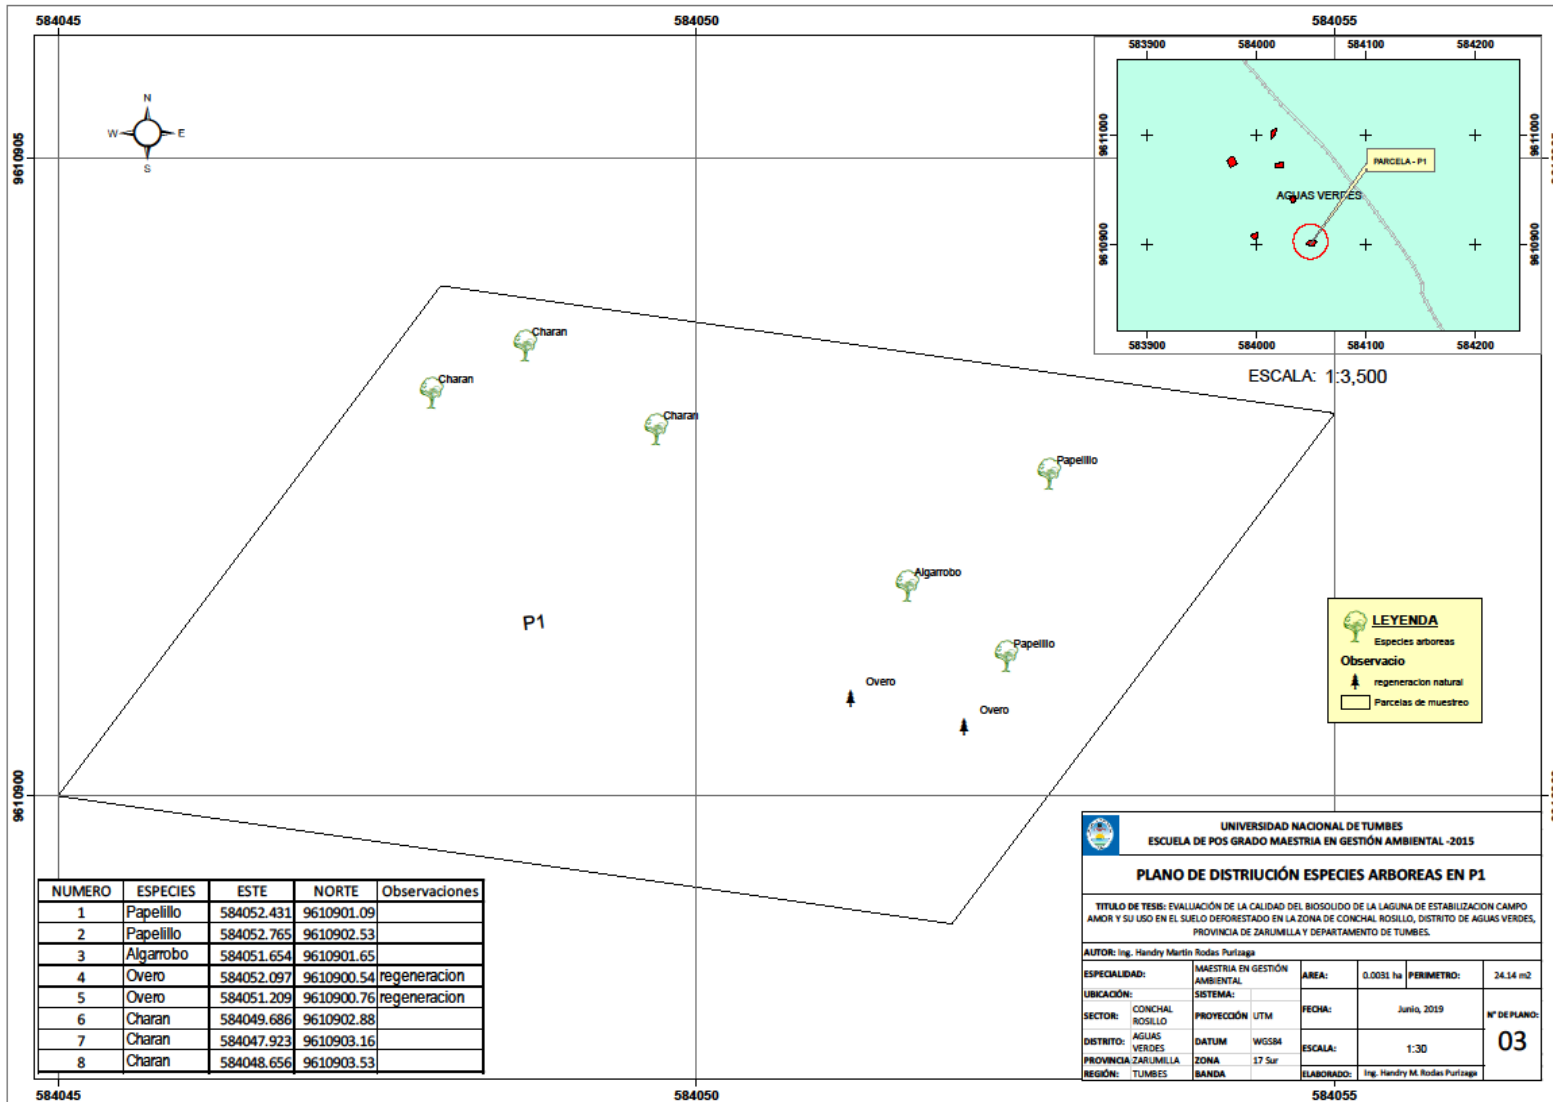 584045 584050 584055
N
W E
S
9610905
9610900
583900 584000 584100 584200
9611000 9611000
PARCELA - P1
AGUAS VERDES
9610900 9610900
583900 584000 584100 584200
ESCALA: 1:3,500
Charan
Charan
Charan
Papelillo
Algarrobo
P1
Papelillo
Overo
Overo
LEYENDA
Especies arboreas
Observacio
regeneracion natural
Parcelas de muestreo
NUMERO ESPECIES ESTE NORTE Observaciones
1 Papelillo 584052.431 9610901.09
2 Papelillo 584052.765 9610902.53
3 Algarrobo 584051.654 9610901.65
4 Overo 584052.097 9610900.54 regeneracion
5 Overo 584051.209 9610900.76 regeneracion
6 Charan 584049.686 9610902.88
7 Charan 584047.923 9610903.16
8 Charan 584048.656 9610903.53
UNIVERSIDAD NACIONAL DE TUMBES
ESCUELA DE POS GRADO MAESTRIA EN GESTIÓN AMBIENTAL -2015
PLANO DE DISTRIUCIÓN ESPECIES ARBOREAS EN P1
TITULO DE TESIS: EVALUACIÓN DE LA CALIDAD DEL BIOSOLIDO DE LA LAGUNA DE ESTABILIZACION CAMPO
AMOR Y SU USO EN EL SUELO DEFORESTADO EN LA ZONA DE CONCHAL ROSILLO, DISTRITO DE AGUAS VERDES,
PROVINCIA DE ZARUMILLA Y DEPARTAMENTO DE TUMBES.
AUTOR: Ing. Handry Martin Rodas Purizaga
ESPECIALIDAD: MAESTRIA EN GESTIÓN AMBIENTAL AREA: 0.0031 ha PERIMETRO: 24.14 m2
UBICACIÓN: SISTEMA:
SECTOR: CONCHAL ROSILLO PROYECCIÓN UTM FECHA: Junio, 2019 N° DE PLANO:
DISTRITO: AGUAS VERDES DATUM WGS84 ESCALA: 1:30 03
PROVINCIA: ZARUMILLA ZONA 17 Sur
REGIÓN: TUMBES BANDA ELABORADO: Ing. Handry M. Rodas Purizaga
584045 584050 584055